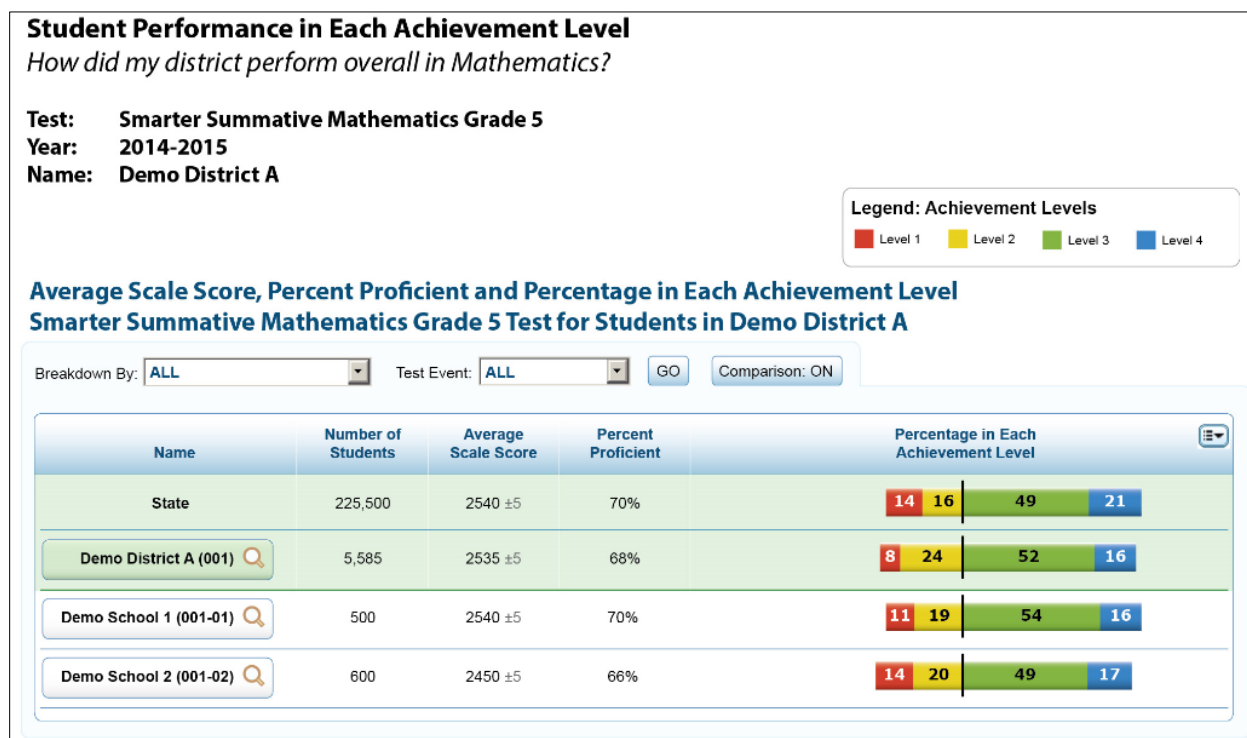 Student Performance in Each Achievement Level
How did my district perform overall in Mathematics?
Test: Smarter Summative Mathematics Grade 5
Year: 2014-2015
Name: Demo District A
Legend: Achievement Levels
Level 1 Level 2 Level 3 Level 4
Average Scale Score, Percent Proficient and Percentage in Each Achievement Level
Smarter Summative Mathematics Grade 5 Test for Students in Demo District A
Breakdown By: ALL Test Event: ALL GO Comparison: ON
Name Number of Students Average Scale Score Percent Proficient Percentage in Each Achievement Level
State 225,500 2540 ±5 70% 14 16 49 21
Demo District A (001) 5,585 2535 ±5 68% 8 24 52 16
Demo School 1 (001-01) 500 2540 ±5 70% 11 19 54 16
Demo School 2 (001-02) 600 2450 ±5 66% 14 20 49 17